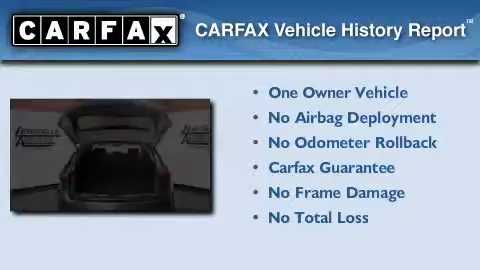 CARFAX® CARFAX Vehicle History Report™
• One Owner Vehicle
• No Airbag Deployment
• No Odometer Rollback
• Carfax Guarantee
• No Frame Damage
• No Total Loss